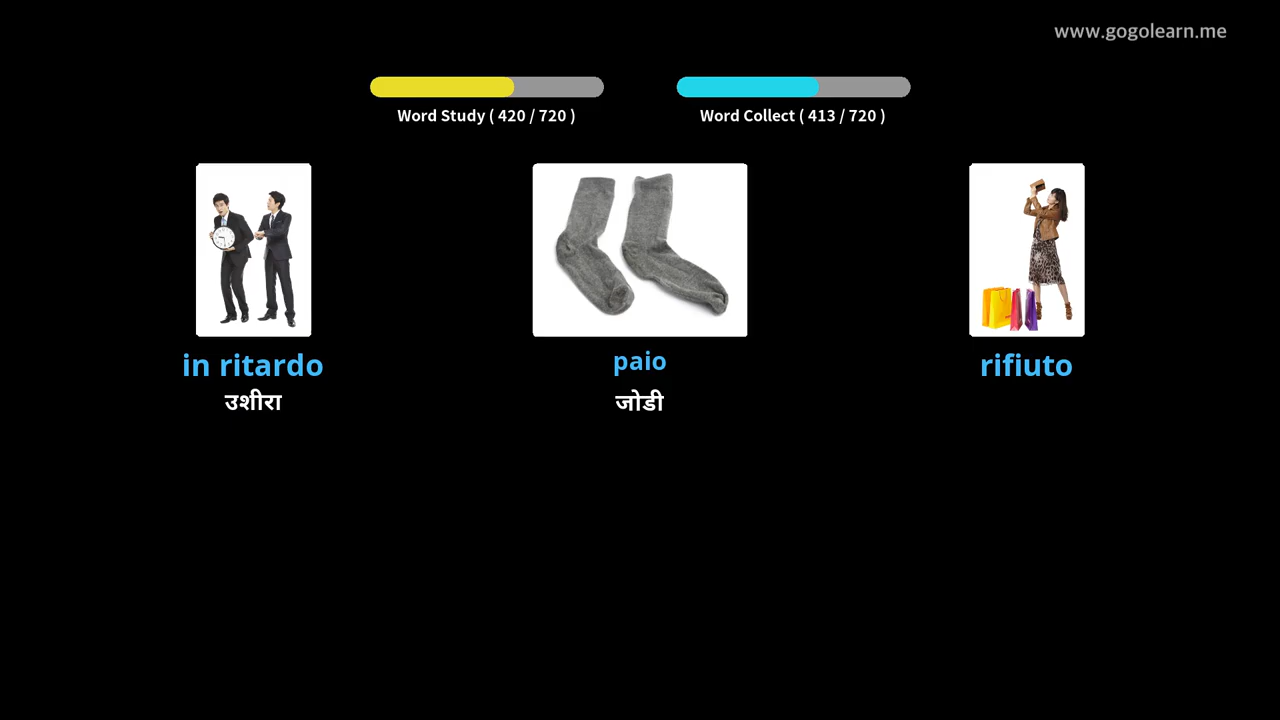 www.gogolearn.me
Word Study ( 420 / 720 )
Word Collect ( 413 / 720 )
in ritardo
उशीरा
paio
जोडी
rifiuto